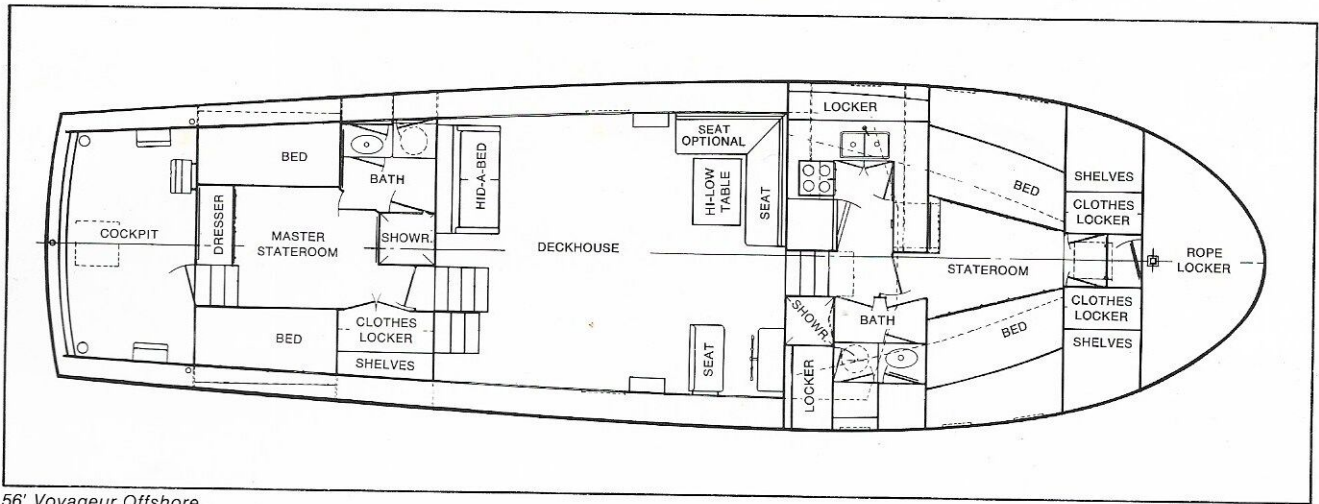 LOCKER
SEAT
OPTIONAL
BED
BATH
HID-A-BED
HI-LOW
TABLE
SEAT
BED
SHELVES
CLOTHES
LOCKER
COCKPIT
DRESSER
MASTER
STATEROOM
SHOWR.
DECKHOUSE
STATEROOM
ROPE
LOCKER
BED
CLOTHES
LOCKER
SHELVES
SEAT
SHOWR.
BATH
LOCKER
BED
CLOTHES
LOCKER
SHELVES
56' Voyageur Offshore